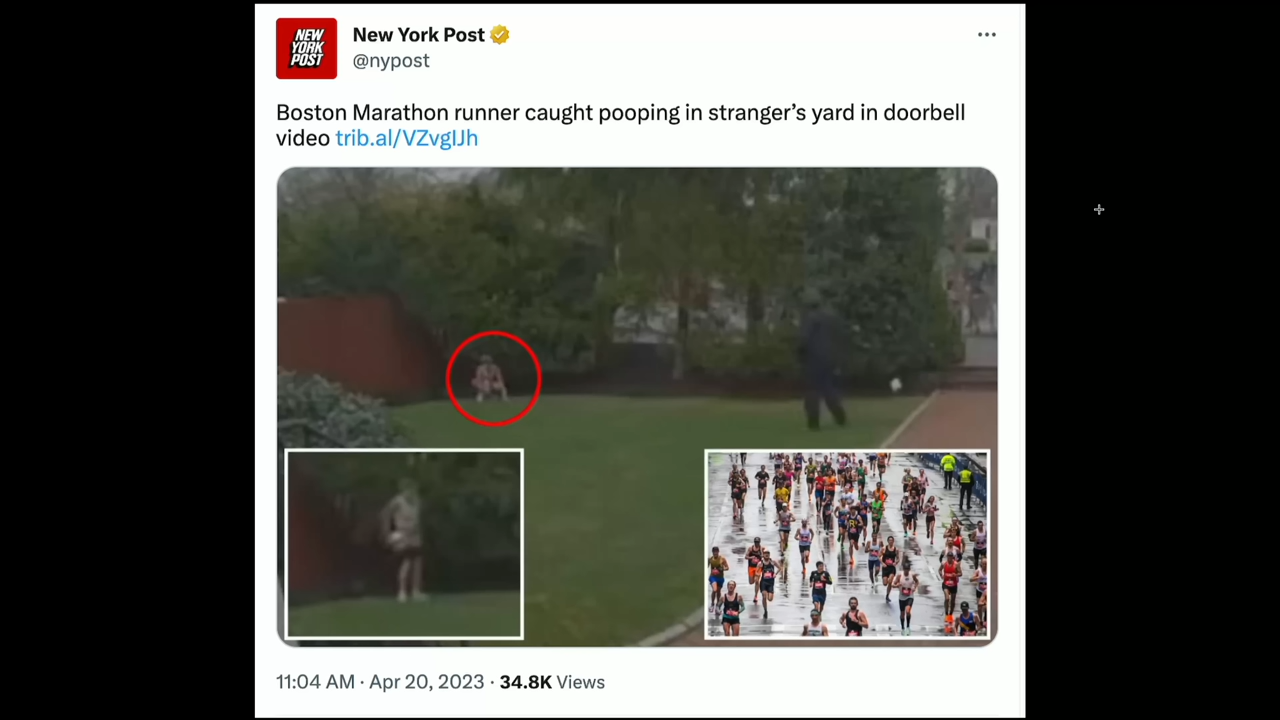 NEW
YORK
POST
New York Post
@nypost
Boston Marathon runner caught pooping in stranger’s yard in doorbell
video trib.al/VZvgIJh
11:04 AM · Apr 20, 2023 · 34.8K Views